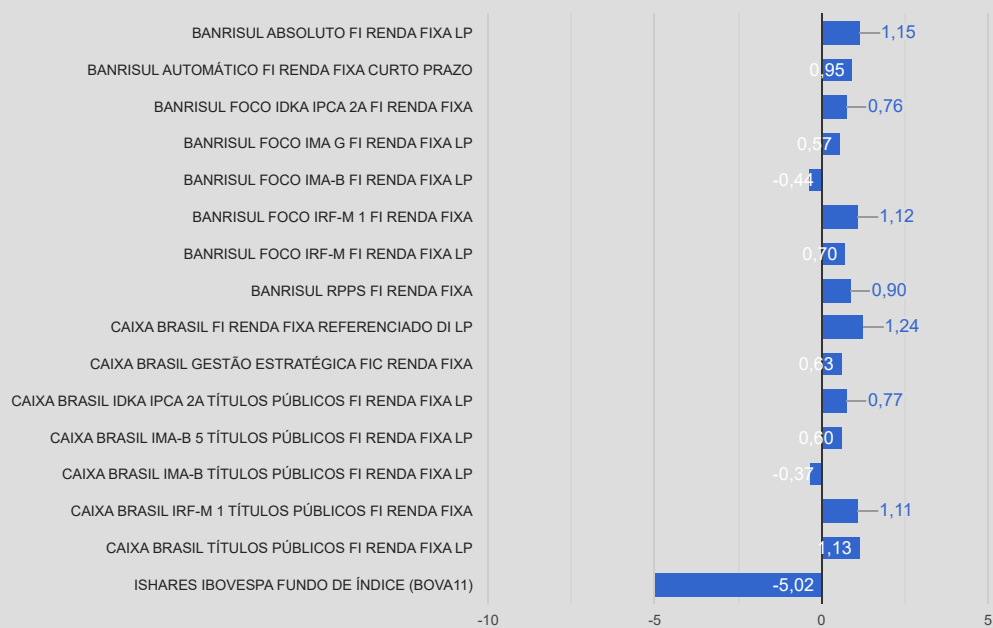 BANRISUL ABSOLUTO FI RENDA FIXA LP 1,15
BANRISUL AUTOMÁTICO FI RENDA FIXA CURTO PRAZO 0,95
BANRISUL FOCO IDKA IPCA 2A FI RENDA FIXA 0,76
BANRISUL FOCO IMA G FI RENDA FIXA LP 0,57
BANRISUL FOCO IMA-B FI RENDA FIXA LP -0,44
BANRISUL FOCO IRF-M 1 FI RENDA FIXA 1,12
BANRISUL FOCO IRF-M FI RENDA FIXA LP 0,70
BANRISUL RPPS FI RENDA FIXA 0,90
CAIXA BRASIL FI RENDA FIXA REFERENCIADO DI LP 1,24
CAIXA BRASIL GESTÃO ESTRATÉGICA FIC RENDA FIXA 0,63
CAIXA BRASIL IDKA IPCA 2A TÍTULOS PÚBLICOS FI RENDA FIXA LP 0,77
CAIXA BRASIL IMA-B 5 TÍTULOS PÚBLICOS FI RENDA FIXA LP 0,60
CAIXA BRASIL IMA-B TÍTULOS PÚBLICOS FI RENDA FIXA LP -0,37
CAIXA BRASIL IRF-M 1 TÍTULOS PÚBLICOS FI RENDA FIXA 1,11
CAIXA BRASIL TÍTULOS PÚBLICOS FI RENDA FIXA LP 1,13
ISHARES IBOVESPA FUNDO DE ÍNDICE (BOVA11) -5,02
-10 -5 0 5